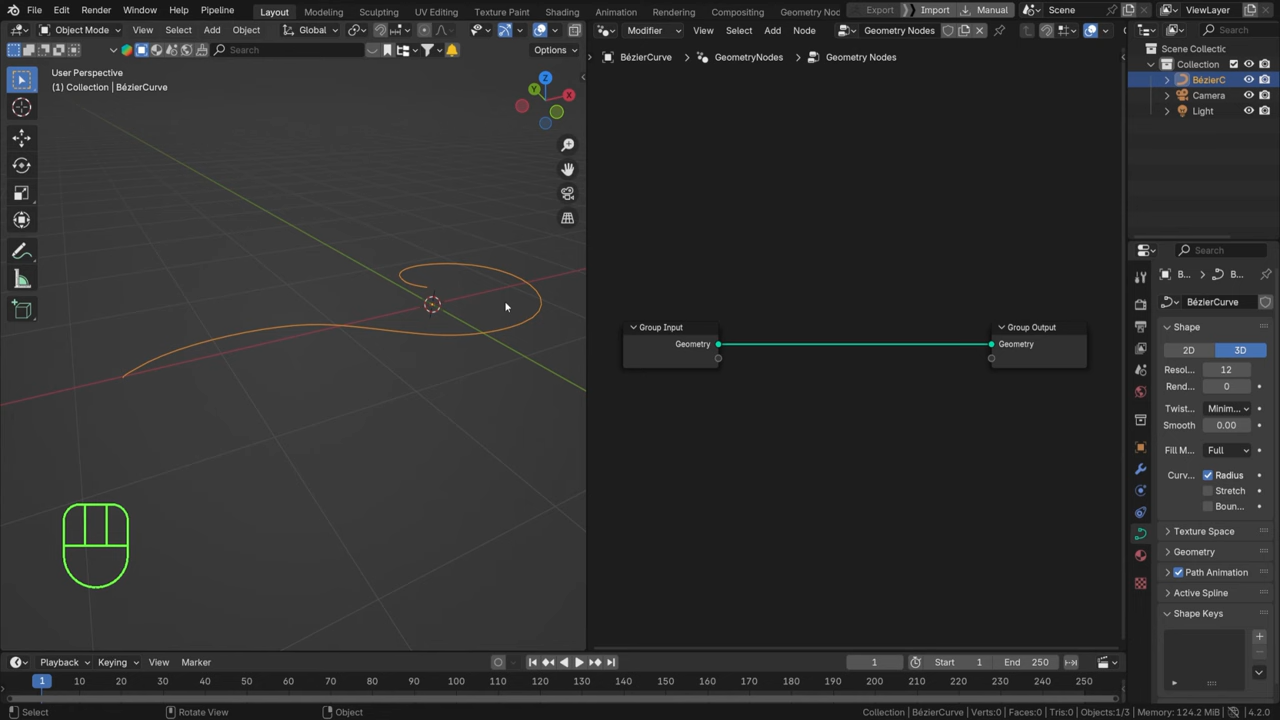 File Edit Render Window Help Pipeline Layout Modeling Sculpting UV Editing Texture Paint Shading Animation Rendering Compositing Geometry Noc Export Import Manual Scene ViewLayer
Object Mode View Select Add Object Global Modifier View Select Add Node Geometry Nodes Search
Search Options
BézierCurve GeometryNodes Geometry Nodes
Scene Collectic
Collection
BézierC
Camera
Light
User Perspective
(1) Collection | BézierCurve
Z
Y
X
Group Input
Geometry
Group Output
Geometry
Search
B... B...
BézierCurve
Shape
2D 3D
Resol... 12
Rend... 0
Twist... Minim...
Smooth 0.00
Fill M... Full
Curv... Radius
Stretch
Boun...
Texture Space
Geometry
Path Animation
Active Spline
Shape Keys
Playback Keying View Marker 1 Start 1 End 250
1 10 20 30 40 50 60 70 80 90 100 110 120 130 140 150 160 170 180 190 200 210 220 230 240 250
Select Rotate View Object Collection | BézierCurve | Verts:0 | Faces:0 | Tris:0 | Objects:1/3 | Memory: 124.2 MiB | 4.2.0